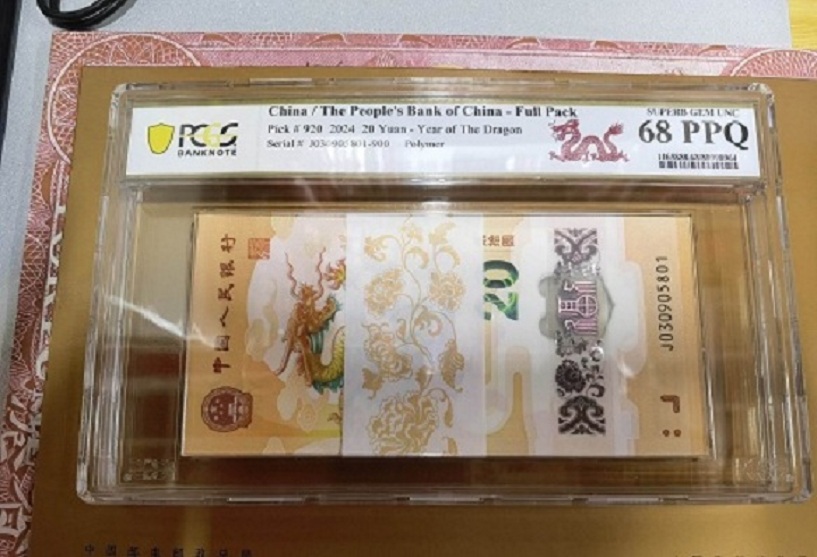 China / The People's Bank of China - Full Pack
Pick # 920 2024 20 Yuan - Year of The Dragon
Serial # J030905801-900 Polymer
PCGS
BANKNOTE
SUPERB GEM UNC
68 PPQ
中国人民银行
20
福
J030905801